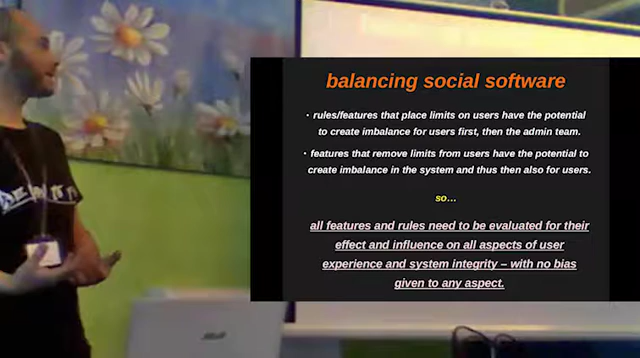 balancing social software
· rules/features that place limits on users have the potential
to create imbalance for users first, then the admin team.
· features that remove limits from users have the potential to
create imbalance in the system and thus then also for users.
so...
all features and rules need to be evaluated for their
effect and influence on all aspects of user
experience and system integrity – with no bias
given to any aspect.